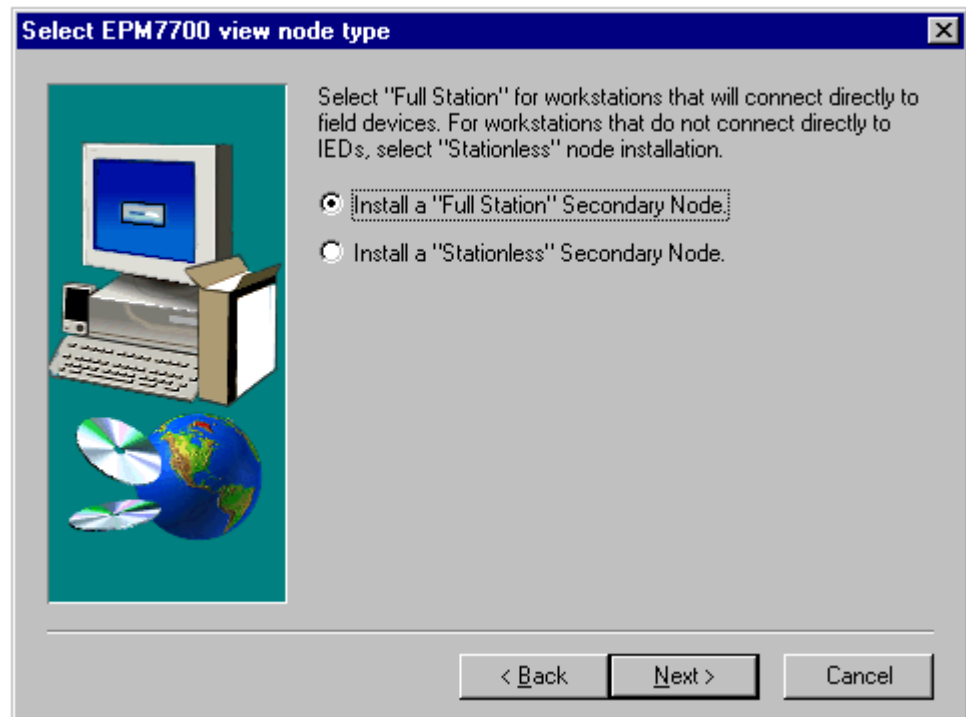 Select EPM7700 view node type
Select "Full Station" for workstations that will connect directly to
field devices. For workstations that do not connect directly to
IEDs, select "Stationless" node installation.
Install a "Full Station" Secondary Node.
Install a "Stationless" Secondary Node.
< Back
Next >
Cancel